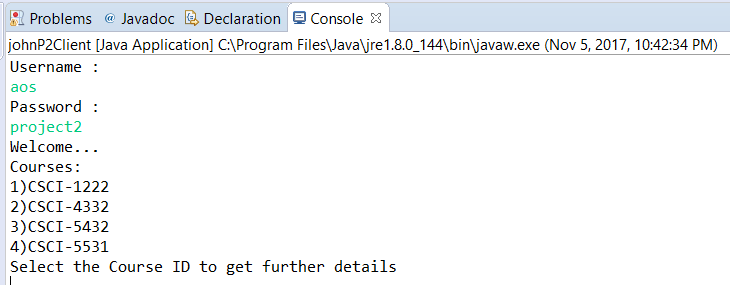 Problems @ Javadoc Declaration Console
johnP2Client [Java Application] C:\Program Files\Java\jre1.8.0_144\bin\javaw.exe (Nov 5, 2017, 10:42:34 PM)
Username :
aos
Password :
project2
Welcome...
Courses:
1)CSCI-1222
2)CSCI-4332
3)CSCI-5432
4)CSCI-5531
Select the Course ID to get further details